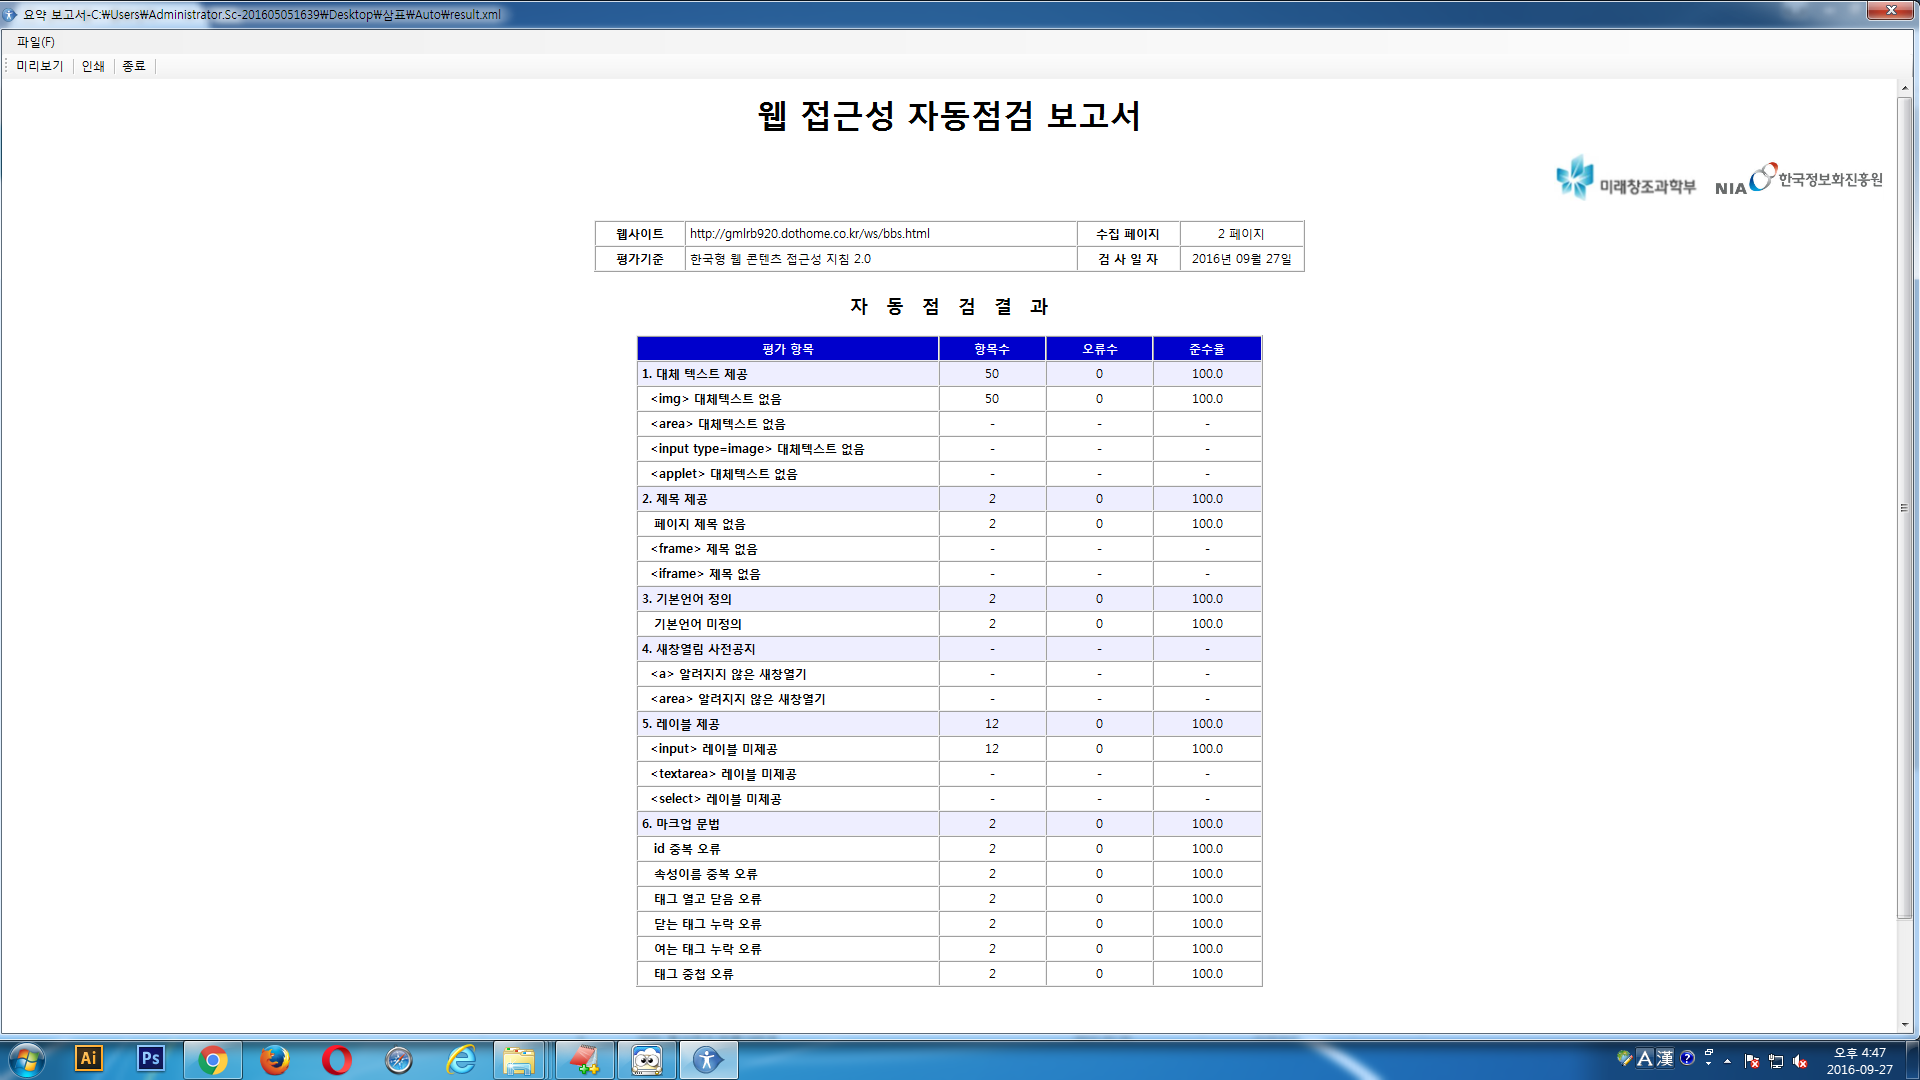 요약 보고서-C:₩Users₩Administrator.Sc-201605051639₩Desktop₩삼표₩Auto₩result.xml
파일(F)
미리보기 인쇄 종료
웹 접근성 자동점검 보고서
미래창조과학부 NIA 한국정보화진흥원
웹사이트 http://gmlrb920.dothome.co.kr/ws/bbs.html 수집 페이지 2 페이지
평가기준 한국형 웹 콘텐츠 접근성 지침 2.0 검 사 일 자 2016년 09월 27일
자 동 점 검 결 과
평가 항목 항목수 오류수 준수율
1. 대체 텍스트 제공 50 0 100.0
<img> 대체텍스트 없음 50 0 100.0
<area> 대체텍스트 없음 - - -
<input type=image> 대체텍스트 없음 - - -
<applet> 대체텍스트 없음 - - -
2. 제목 제공 2 0 100.0
페이지 제목 없음 2 0 100.0
<frame> 제목 없음 - - -
<iframe> 제목 없음 - - -
3. 기본언어 정의 2 0 100.0
기본언어 미정의 2 0 100.0
4. 새창열림 사전공지 - - -
<a> 알려지지 않은 새창열기 - - -
<area> 알려지지 않은 새창열기 - - -
5. 레이블 제공 12 0 100.0
<input> 레이블 미제공 12 0 100.0
<textarea> 레이블 미제공 - - -
<select> 레이블 미제공 - - -
6. 마크업 문법 2 0 100.0
id 중복 오류 2 0 100.0
속성이름 중복 오류 2 0 100.0
태그 열고 닫음 오류 2 0 100.0
닫는 태그 누락 오류 2 0 100.0
여는 태그 누락 오류 2 0 100.0
태그 중첩 오류 2 0 100.0
Ai Ps A 漢 오후 4:47
2016-09-27